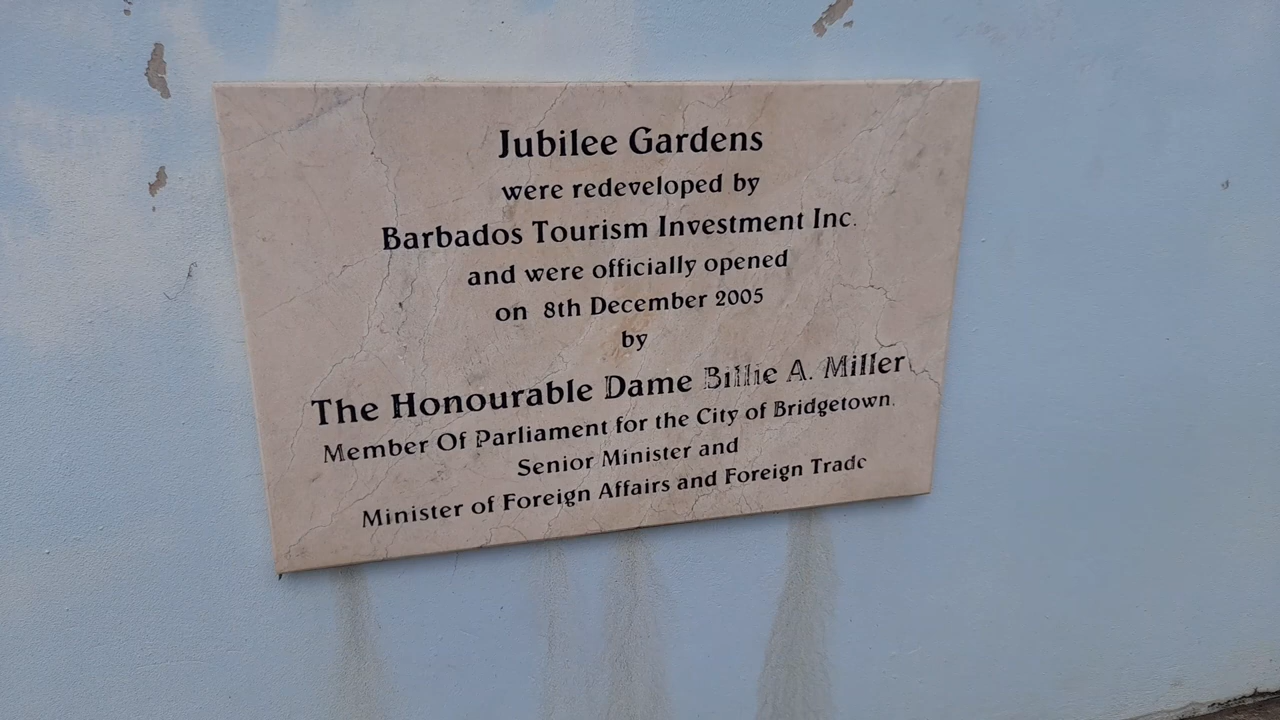 Jubilee Gardens
were redeveloped by
Barbados Tourism Investment Inc.
and were officially opened
on 8th December 2005
by
The Honourable Dame Billie A. Miller
Member Of Parliament for the City of Bridgetown.
Senior Minister and
Minister of Foreign Affairs and Foreign Trade